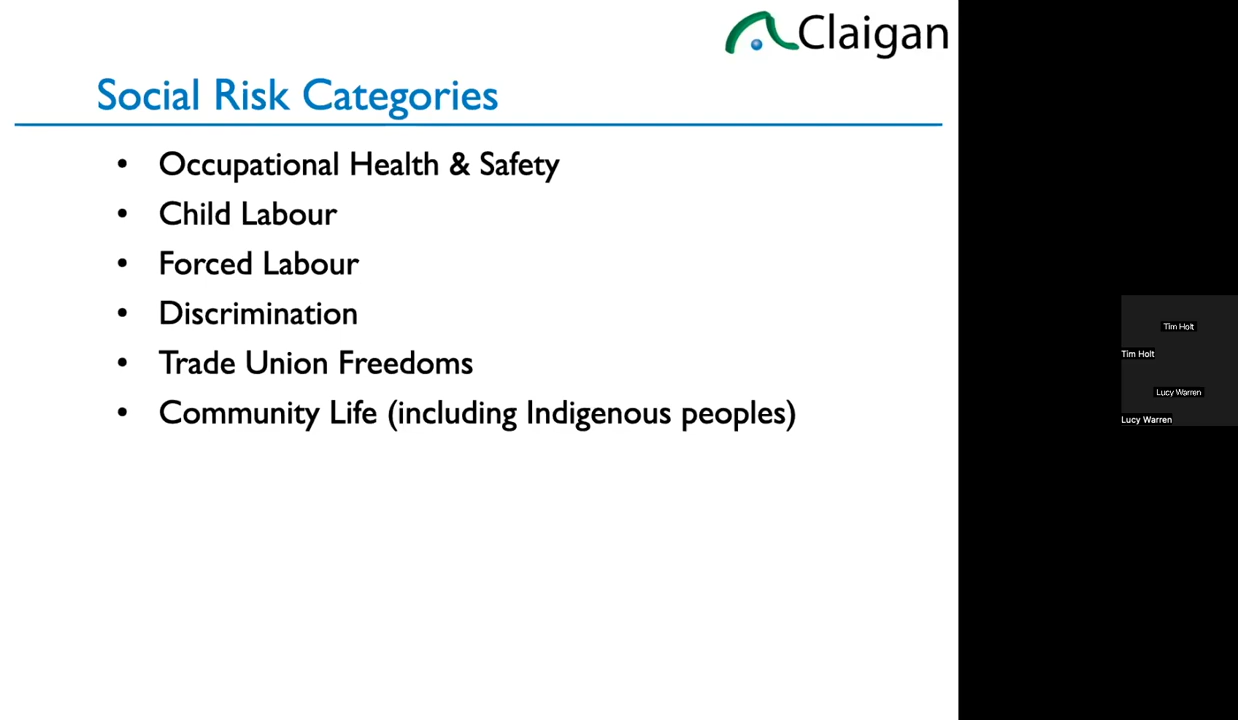 Claigan
Social Risk Categories
• Occupational Health & Safety
• Child Labour
• Forced Labour
• Discrimination
• Trade Union Freedoms
• Community Life (including Indigenous peoples)
Tim Holt
Tim Holt
Lucy Warren
Lucy Warren